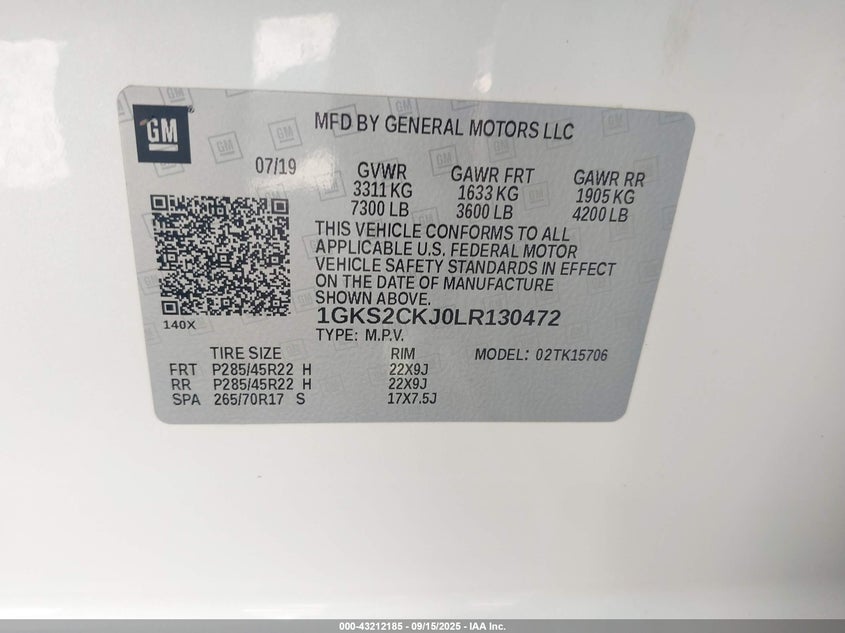 GM
MFD BY GENERAL MOTORS LLC
07/19 GVWR GAWR FRT GAWR RR
3311 KG 1633 KG 1905 KG
7300 LB 3600 LB 4200 LB
THIS VEHICLE CONFORMS TO ALL
APPLICABLE U.S. FEDERAL MOTOR
VEHICLE SAFETY STANDARDS IN EFFECT
ON THE DATE OF MANUFACTURE
SHOWN ABOVE.
140X
1GKS2CKJ0LR130472
TYPE: M.P.V.
TIRE SIZE RIM MODEL: 02TK15706
FRT P285/45R22 H 22X9J
RR P285/45R22 H 22X9J
SPA 265/70R17 S 17X7.5J
000-43212185 - 09/15/2025 - IAA Inc.